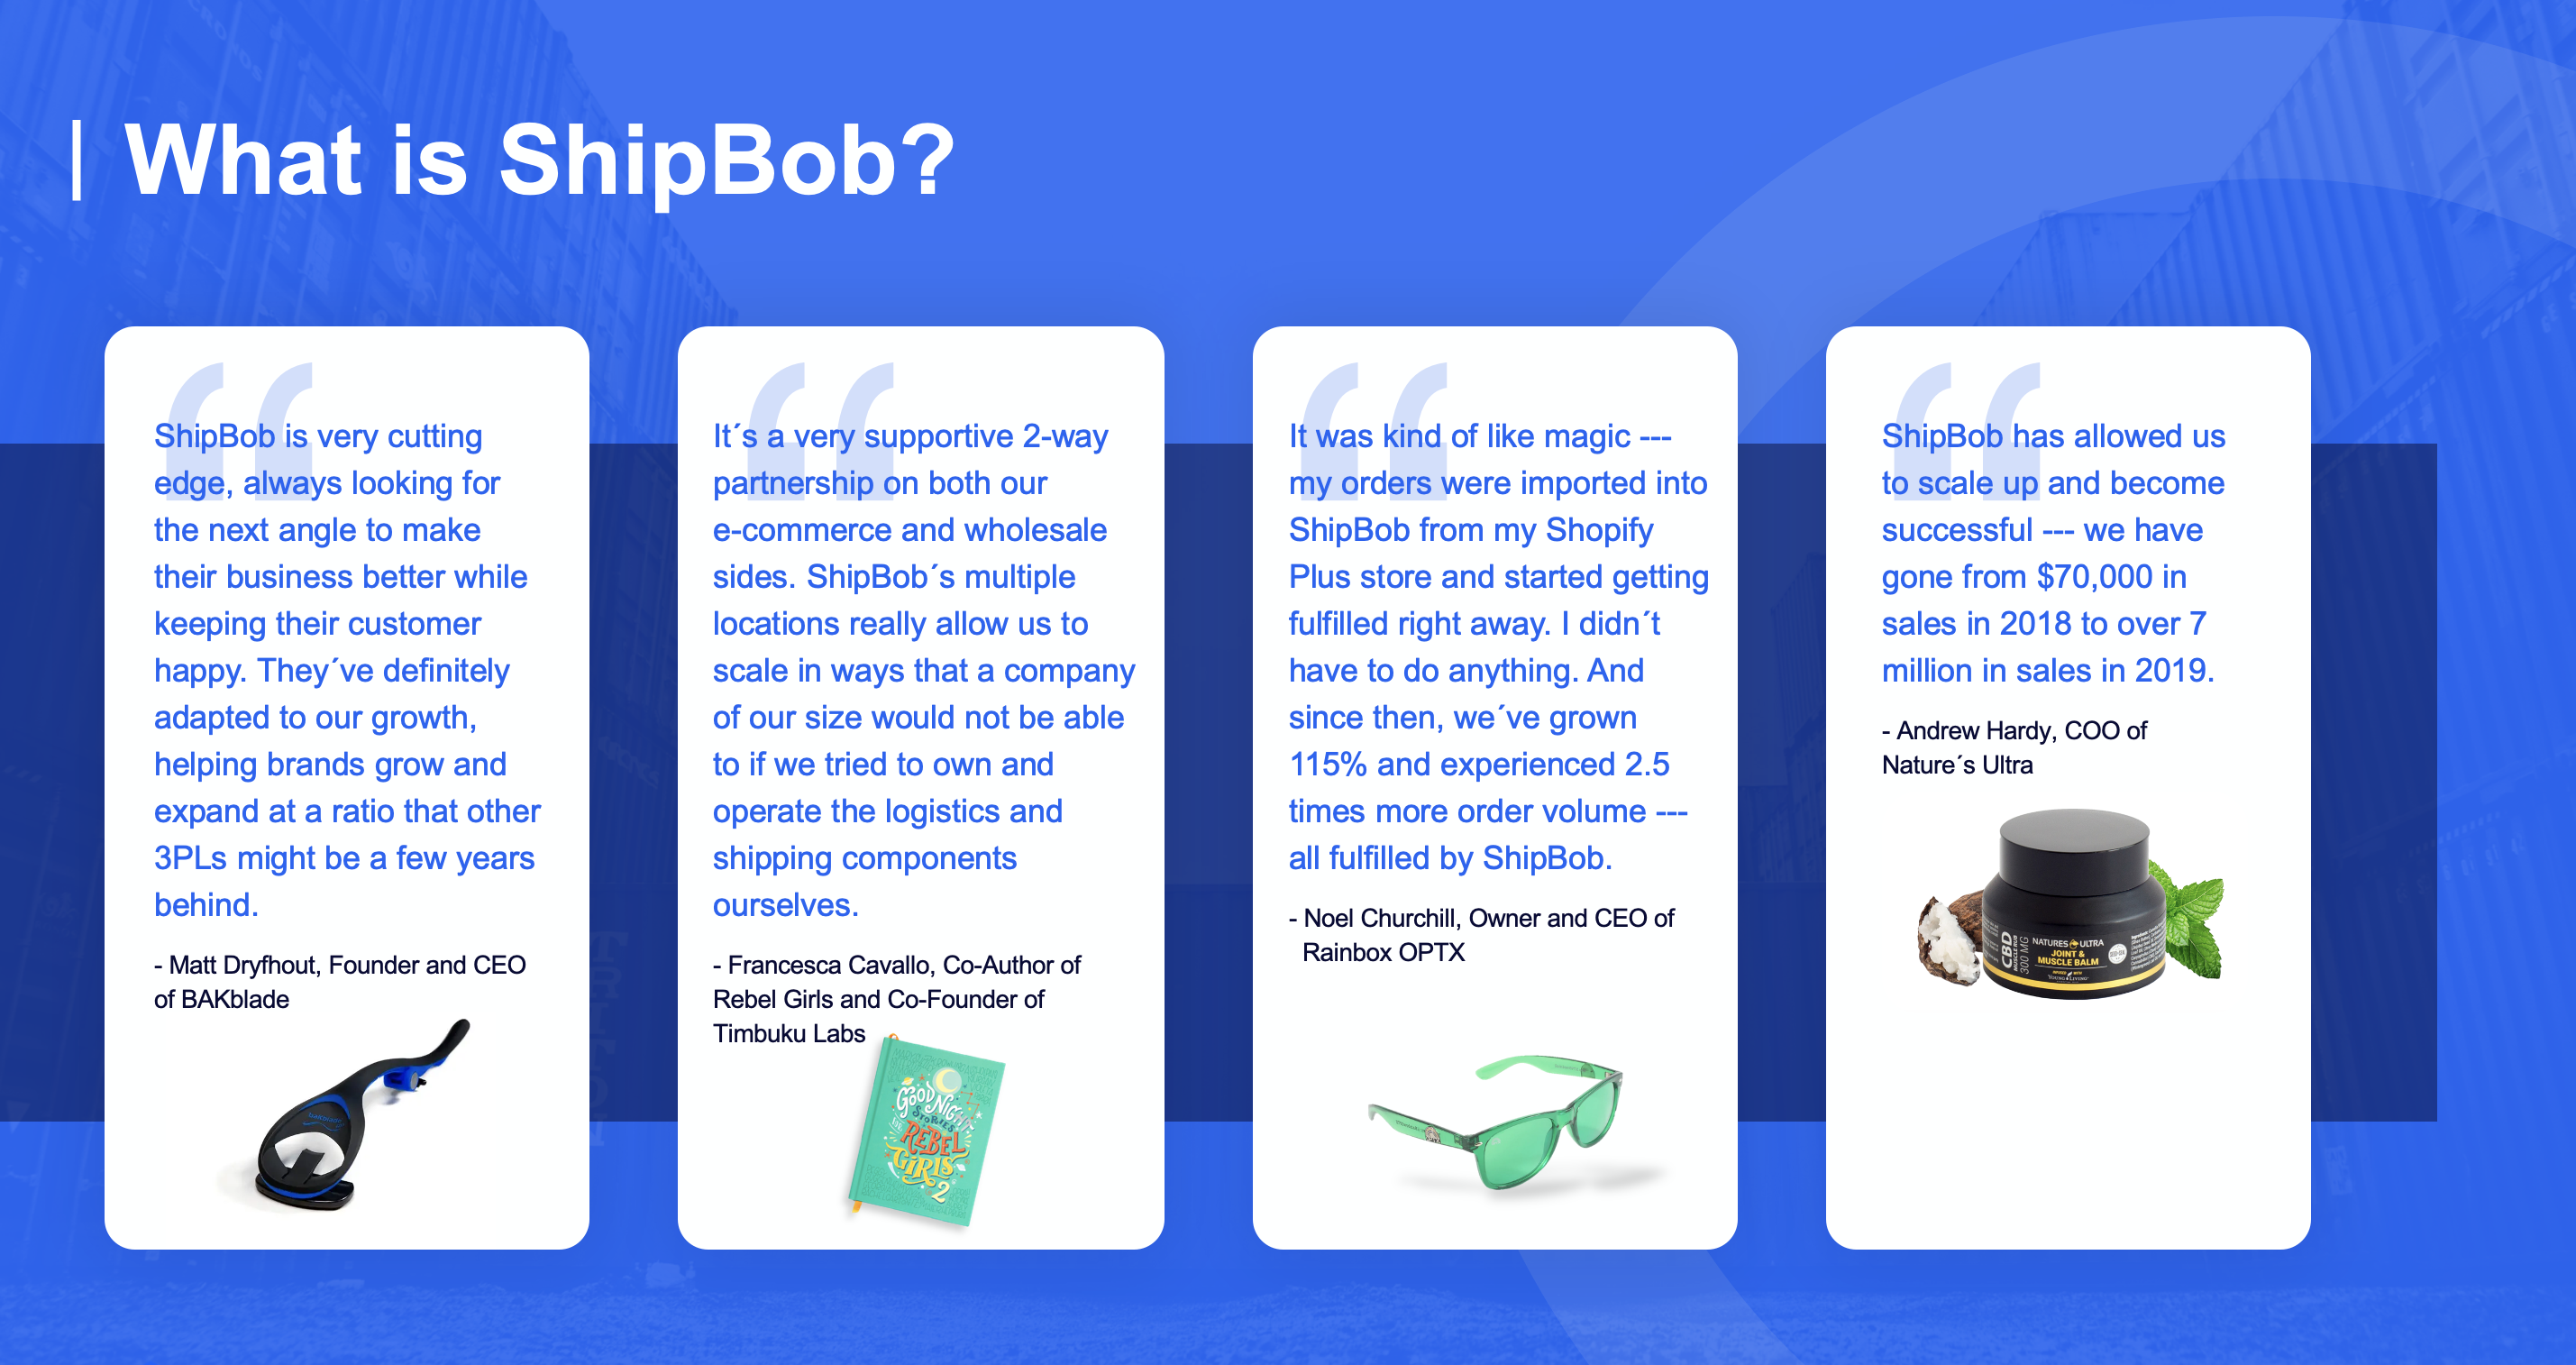 What is ShipBob?
ShipBob is very cutting
edge, always looking for
the next angle to make
their business better while
keeping their customer
happy. They´ve definitely
adapted to our growth,
helping brands grow and
expand at a ratio that other
3PLs might be a few years
behind.
- Matt Dryfhout, Founder and CEO
of BAKblade
It´s a very supportive 2-way
partnership on both our
e-commerce and wholesale
sides. ShipBob´s multiple
locations really allow us to
scale in ways that a company
of our size would not be able
to if we tried to own and
operate the logistics and
shipping components
ourselves.
- Francesca Cavallo, Co-Author of
Rebel Girls and Co-Founder of
Timbuku Labs
GOOD NIGHT
STORIES
REBEL
GIRLS
2
It was kind of like magic ---
my orders were imported into
ShipBob from my Shopify
Plus store and started getting
fulfilled right away. I didn´t
have to do anything. And
since then, we´ve grown
115% and experienced 2.5
times more order volume ---
all fulfilled by ShipBob.
- Noel Churchill, Owner and CEO of
Rainbox OPTX
ShipBob has allowed us
to scale up and become
successful --- we have
gone from $70,000 in
sales in 2018 to over 7
million in sales in 2019.
- Andrew Hardy, COO of
Nature´s Ultra
CBD
300 MG
NATURES ULTRA
JOINT &
MUSCLE BALM